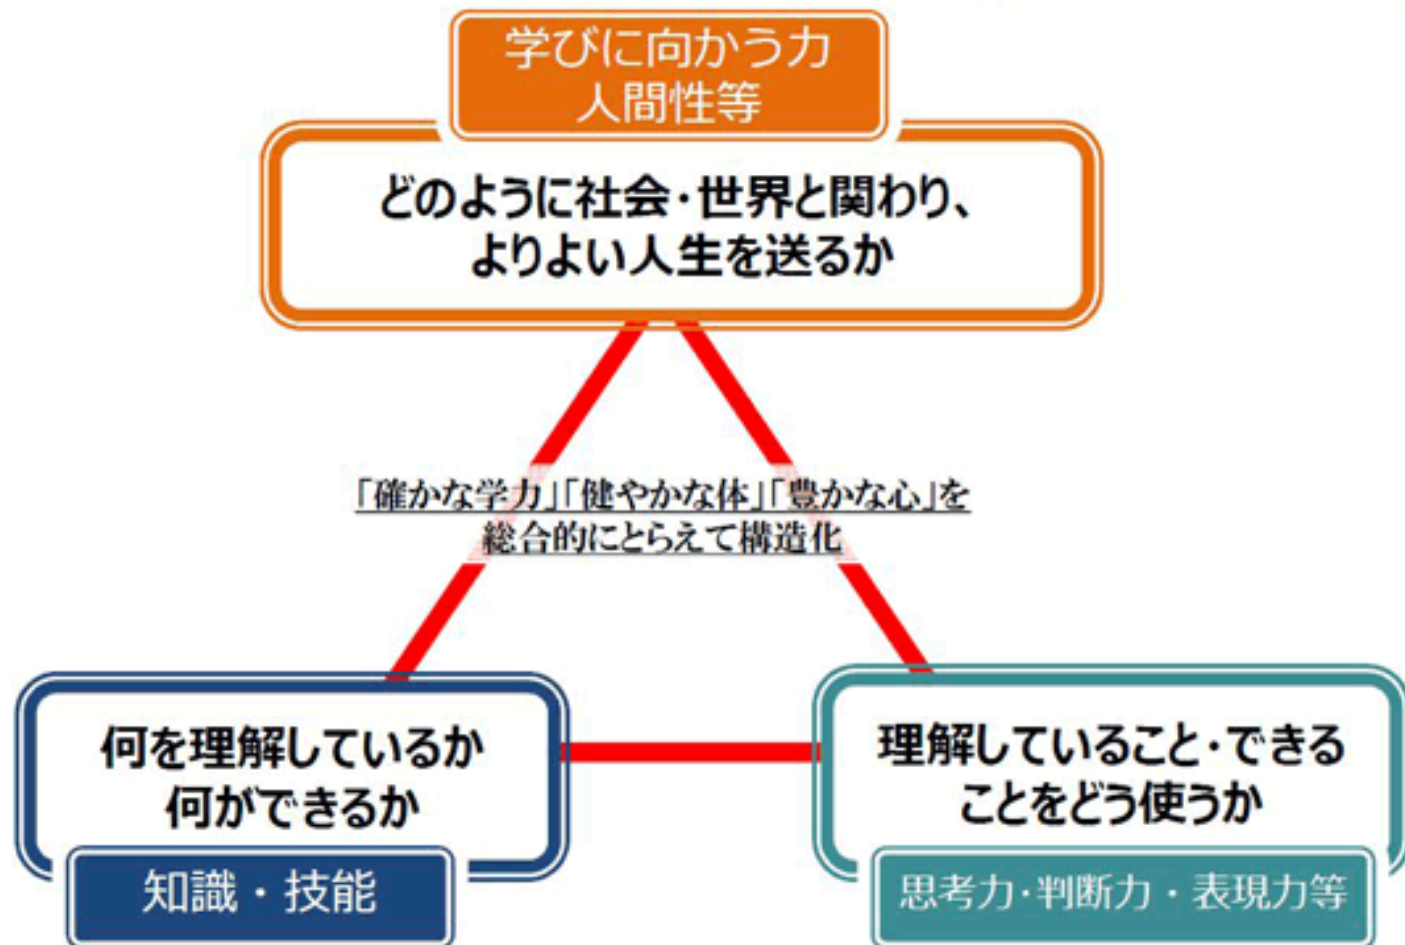 学びに向かう力
人間性等
どのように社会・世界と関わり、
よりよい人生を送るか
「確かな学力」「健やかな体」「豊かな心」を
総合的にとらえて構造化
何を理解しているか
何ができるか
知識・技能
理解していること・できる
ことをどう使うか
思考力・判断力・表現力等